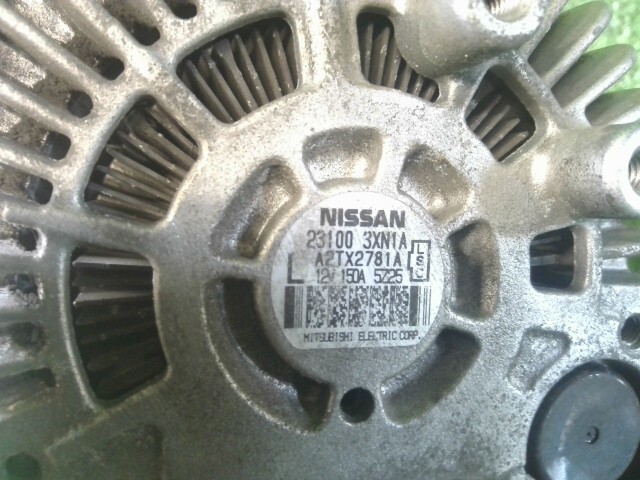 NISSAN
23100 3XN1A
A2TX2781A
12V 150A 5225
MITSUBISHI ELECTRIC CORP.